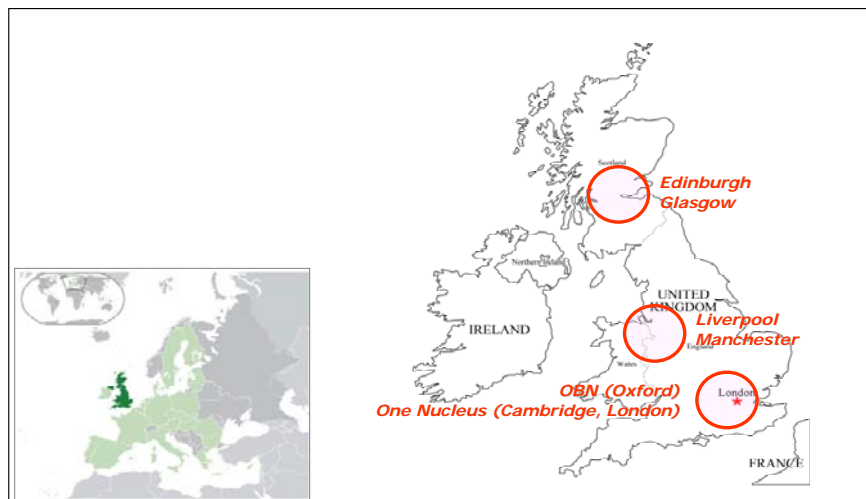 Scotland
Edinburgh
Glasgow
Northern Ireland
UNITED
KINGDOM
IRELAND
Liverpool
Manchester
England
Wales
OBN (Oxford)
London
One Nucleus (Cambridge, London)
FRANCE